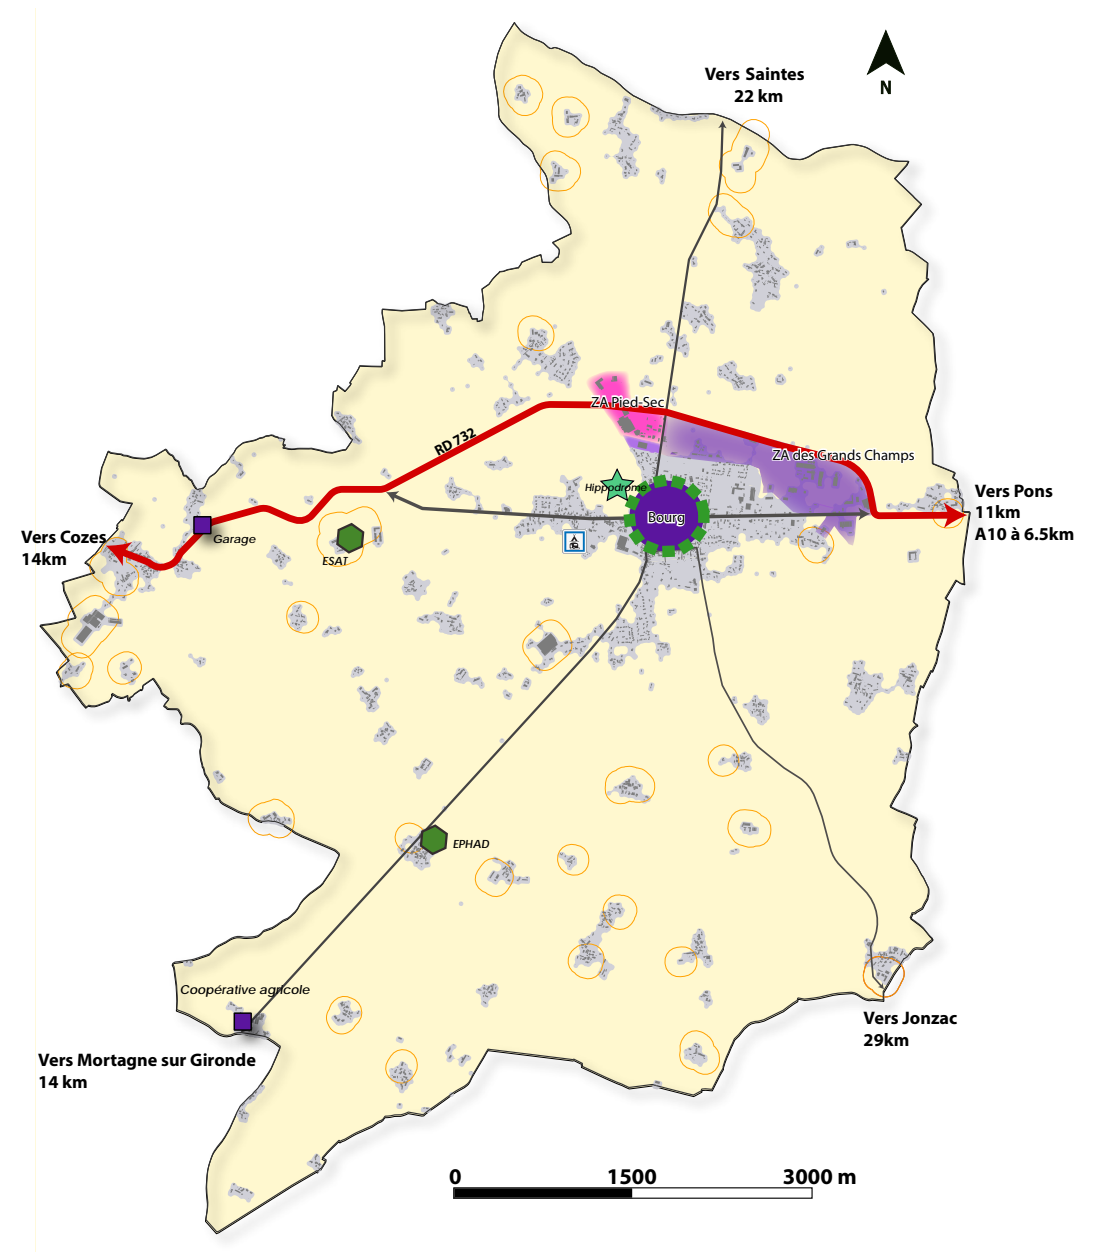 Vers Saintes
22 km
N
ZA Pied-Sec
RD 732
ZA des Grands Champs
Hippodrome
Vers Pons
11km
A10 à 6.5km
Bourg
Vers Cozes
14km
Garage
ESAT
EPHAD
Coopérative agricole
Vers Jonzac
29km
Vers Mortagne sur Gironde
14 km
0 1500 3000 m